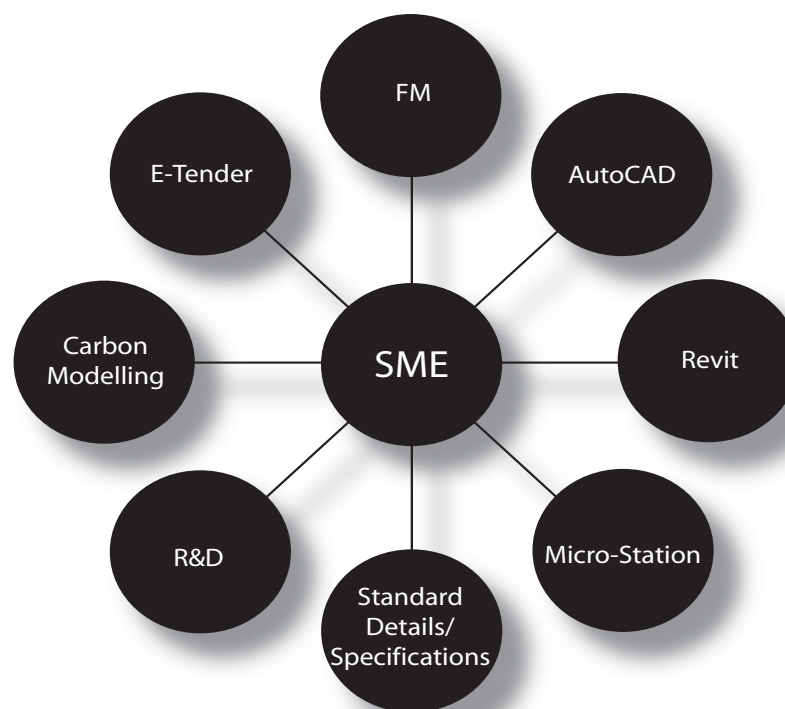 FM
E-Tender
AutoCAD
Carbon
Modelling
SME
Revit
R&D
Micro-Station
Standard
Details/
Specifications